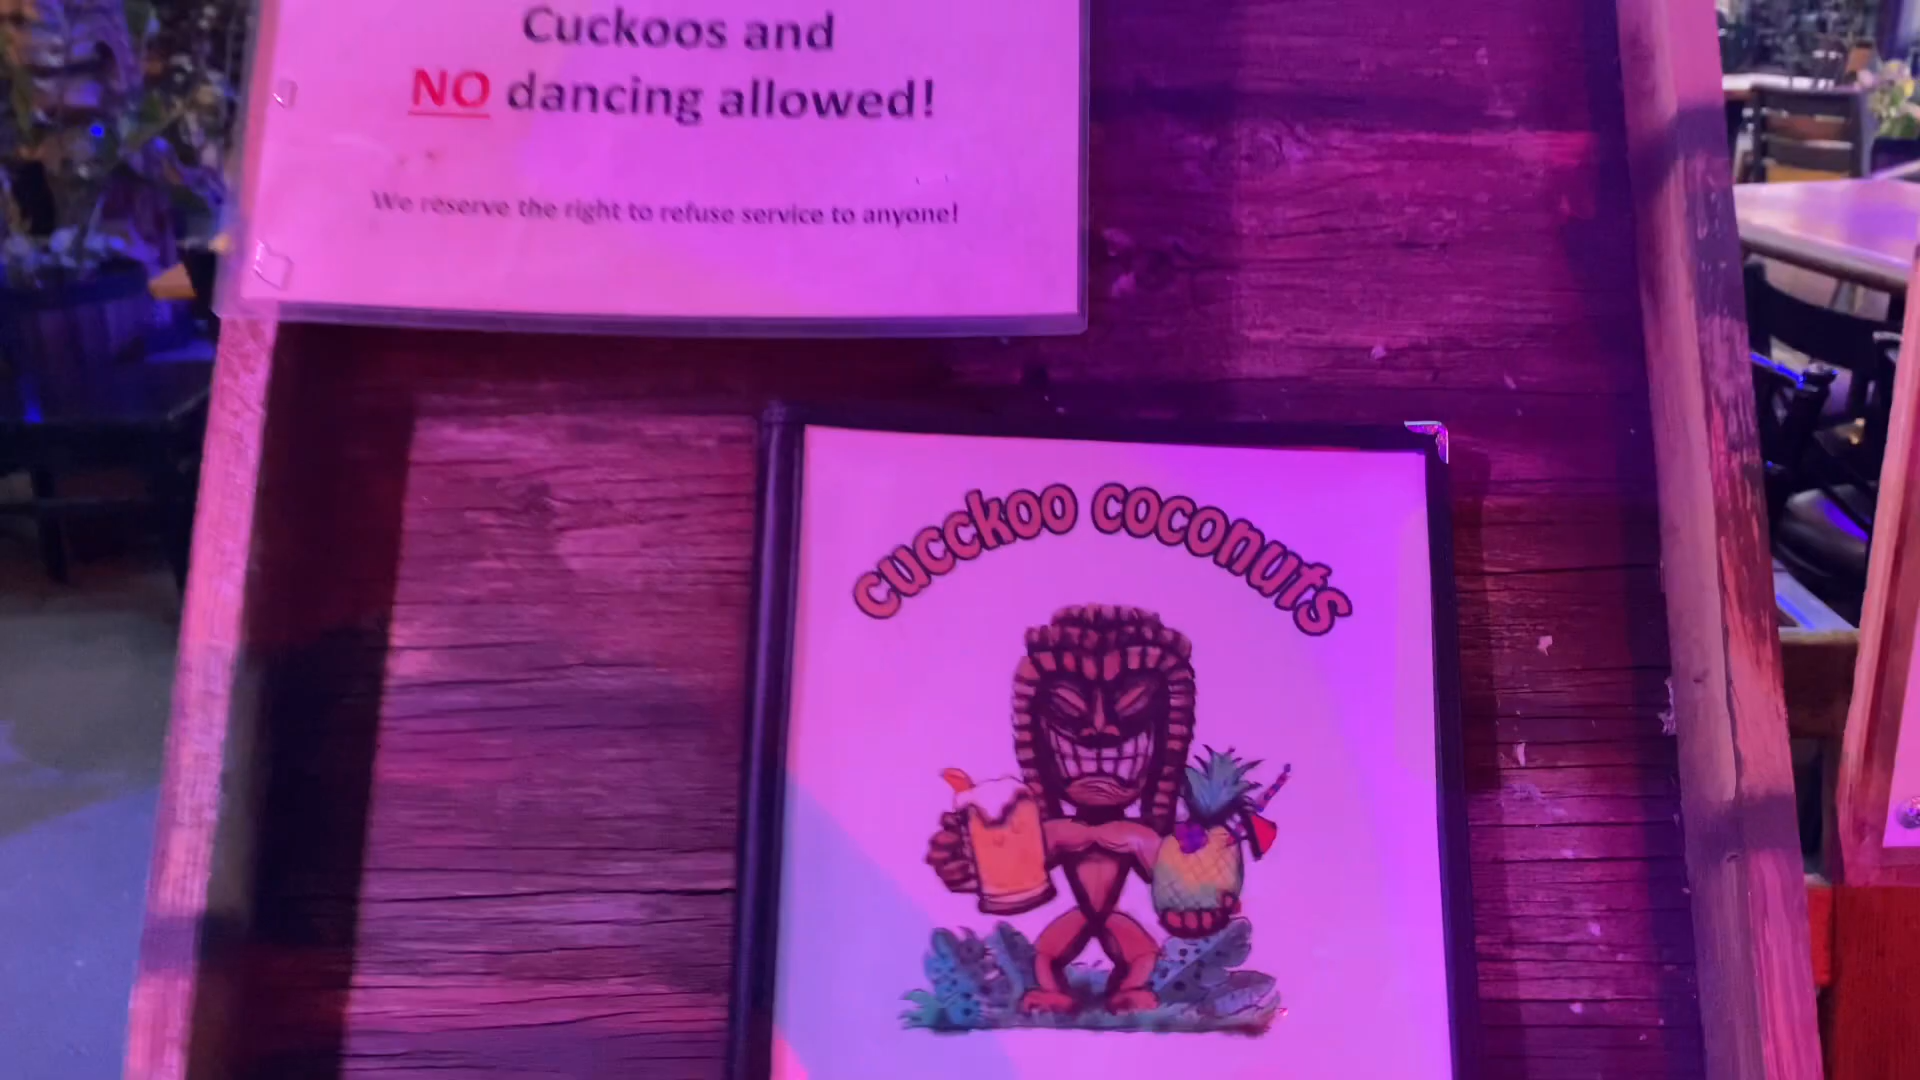 Cuckoos and
NO dancing allowed!
We reserve the right to refuse service to anyone!
cucckoo coconuts